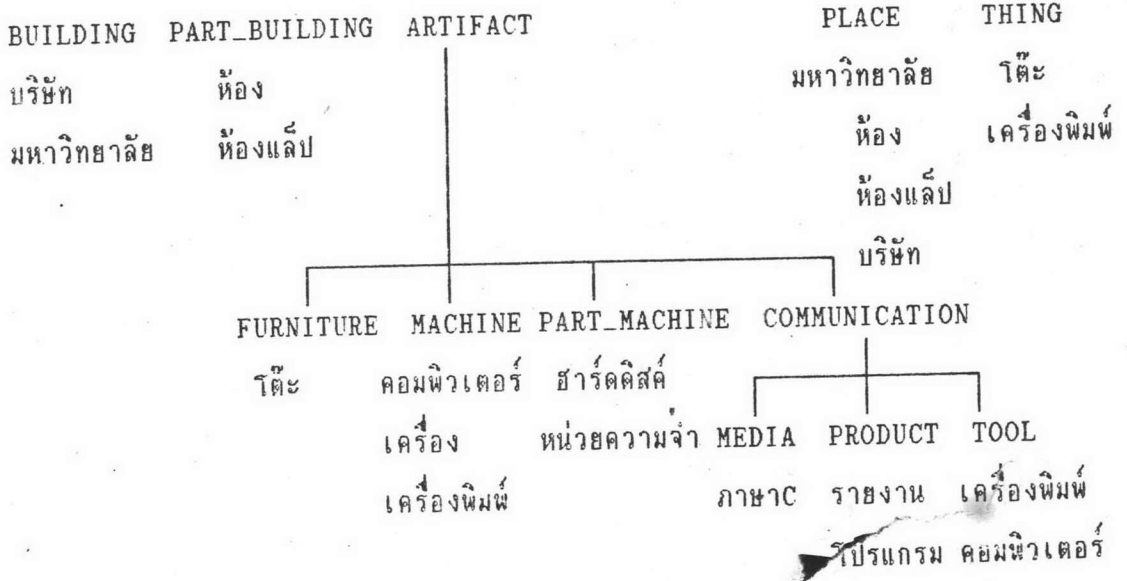 BUILDING PART_BUILDING ARTIFACT PLACE THING
บริษัท ห้อง มหาวิทยาลัย โต๊ะ
มหาวิทยาลัย ห้องแล็ป ห้อง เครื่องพิมพ์
ห้องแล็ป
บริษัท
FURNITURE MACHINE PART_MACHINE COMMUNICATION
โต๊ะ คอมพิวเตอร์ ฮาร์ดดิสค์
เครื่อง หน่วยความจำ MEDIA PRODUCT TOOL
เครื่องพิมพ์ ภาษาC รายงาน เครื่องพิมพ์
โปรแกรม คอมพิวเตอร์